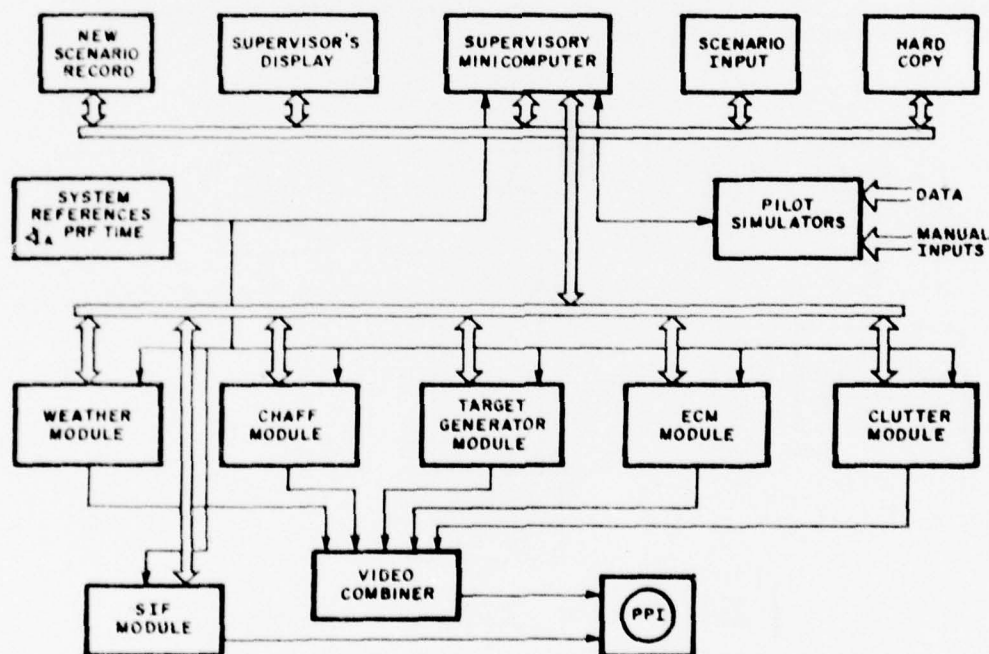 NEW
SCENARIO
RECORD
SUPERVISOR'S
DISPLAY
SUPERVISORY
MINICOMPUTER
SCENARIO
INPUT
HARD
COPY
SYSTEM
REFERENCES
PRF TIME
PILOT
SIMULATORS
DATA
MANUAL
INPUTS
WEATHER
MODULE
CHAFF
MODULE
TARGET
GENERATOR
MODULE
ECM
MODULE
CLUTTER
MODULE
VIDEO
COMBINER
SIF
MODULE
PPI